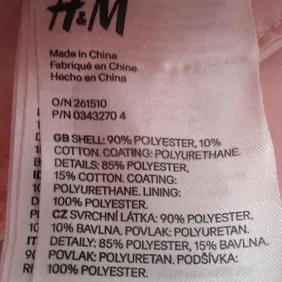 H&M
Made in China
Fabriqué en Chine
Hecho en China
O/N 261510
P/N 0343270 4
GB SHELL: 90% POLYESTER, 10%
COTTON. COATING: POLYURETHANE.
DETAILS: 85% POLYESTER,
15% COTTON. COATING:
POLYURETHANE. LINING:
100% POLYESTER.
CZ SVRCHNÍ LÁTKA: 90% POLYESTER,
10% BAVLNA. POVLAK: POLYURETAN.
DETAILY: 85% POLYESTER, 15% BAVLNA.
POVLAK: POLYURETAN. PODŠÍVKA:
100% POLYESTER.